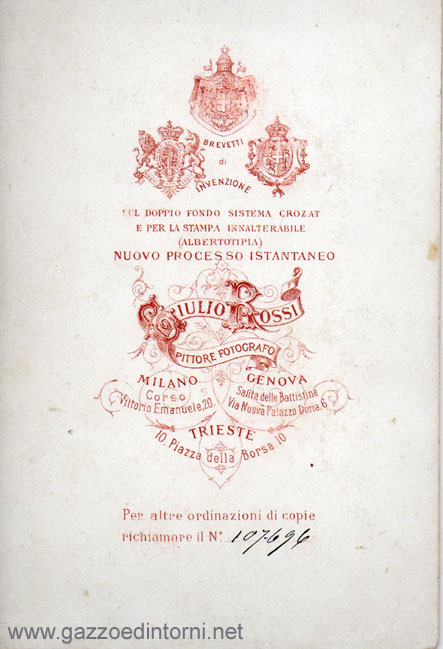 BREVETTI
di
INVENZIONE
SUL DOPPIO FONDO SISTEMA CROZAT
E PER LA STAMPA INNALTERABILE
(ALBERTOTIPIA)
NUOVO PROCESSO ISTANTANEO
GIULIO ROSSI
PITTORE FOTOGRAFO
MILANO
Corso
Vittorio Emanuele, 20
GENOVA
Salita delle Battistine
Via Nuova Palazzo Doria, 6
TRIESTE
10, Piazza della Borsa, 10
Per altre ordinazioni di copie
richiamare il N° 107696
www.gazzoedintorni.net